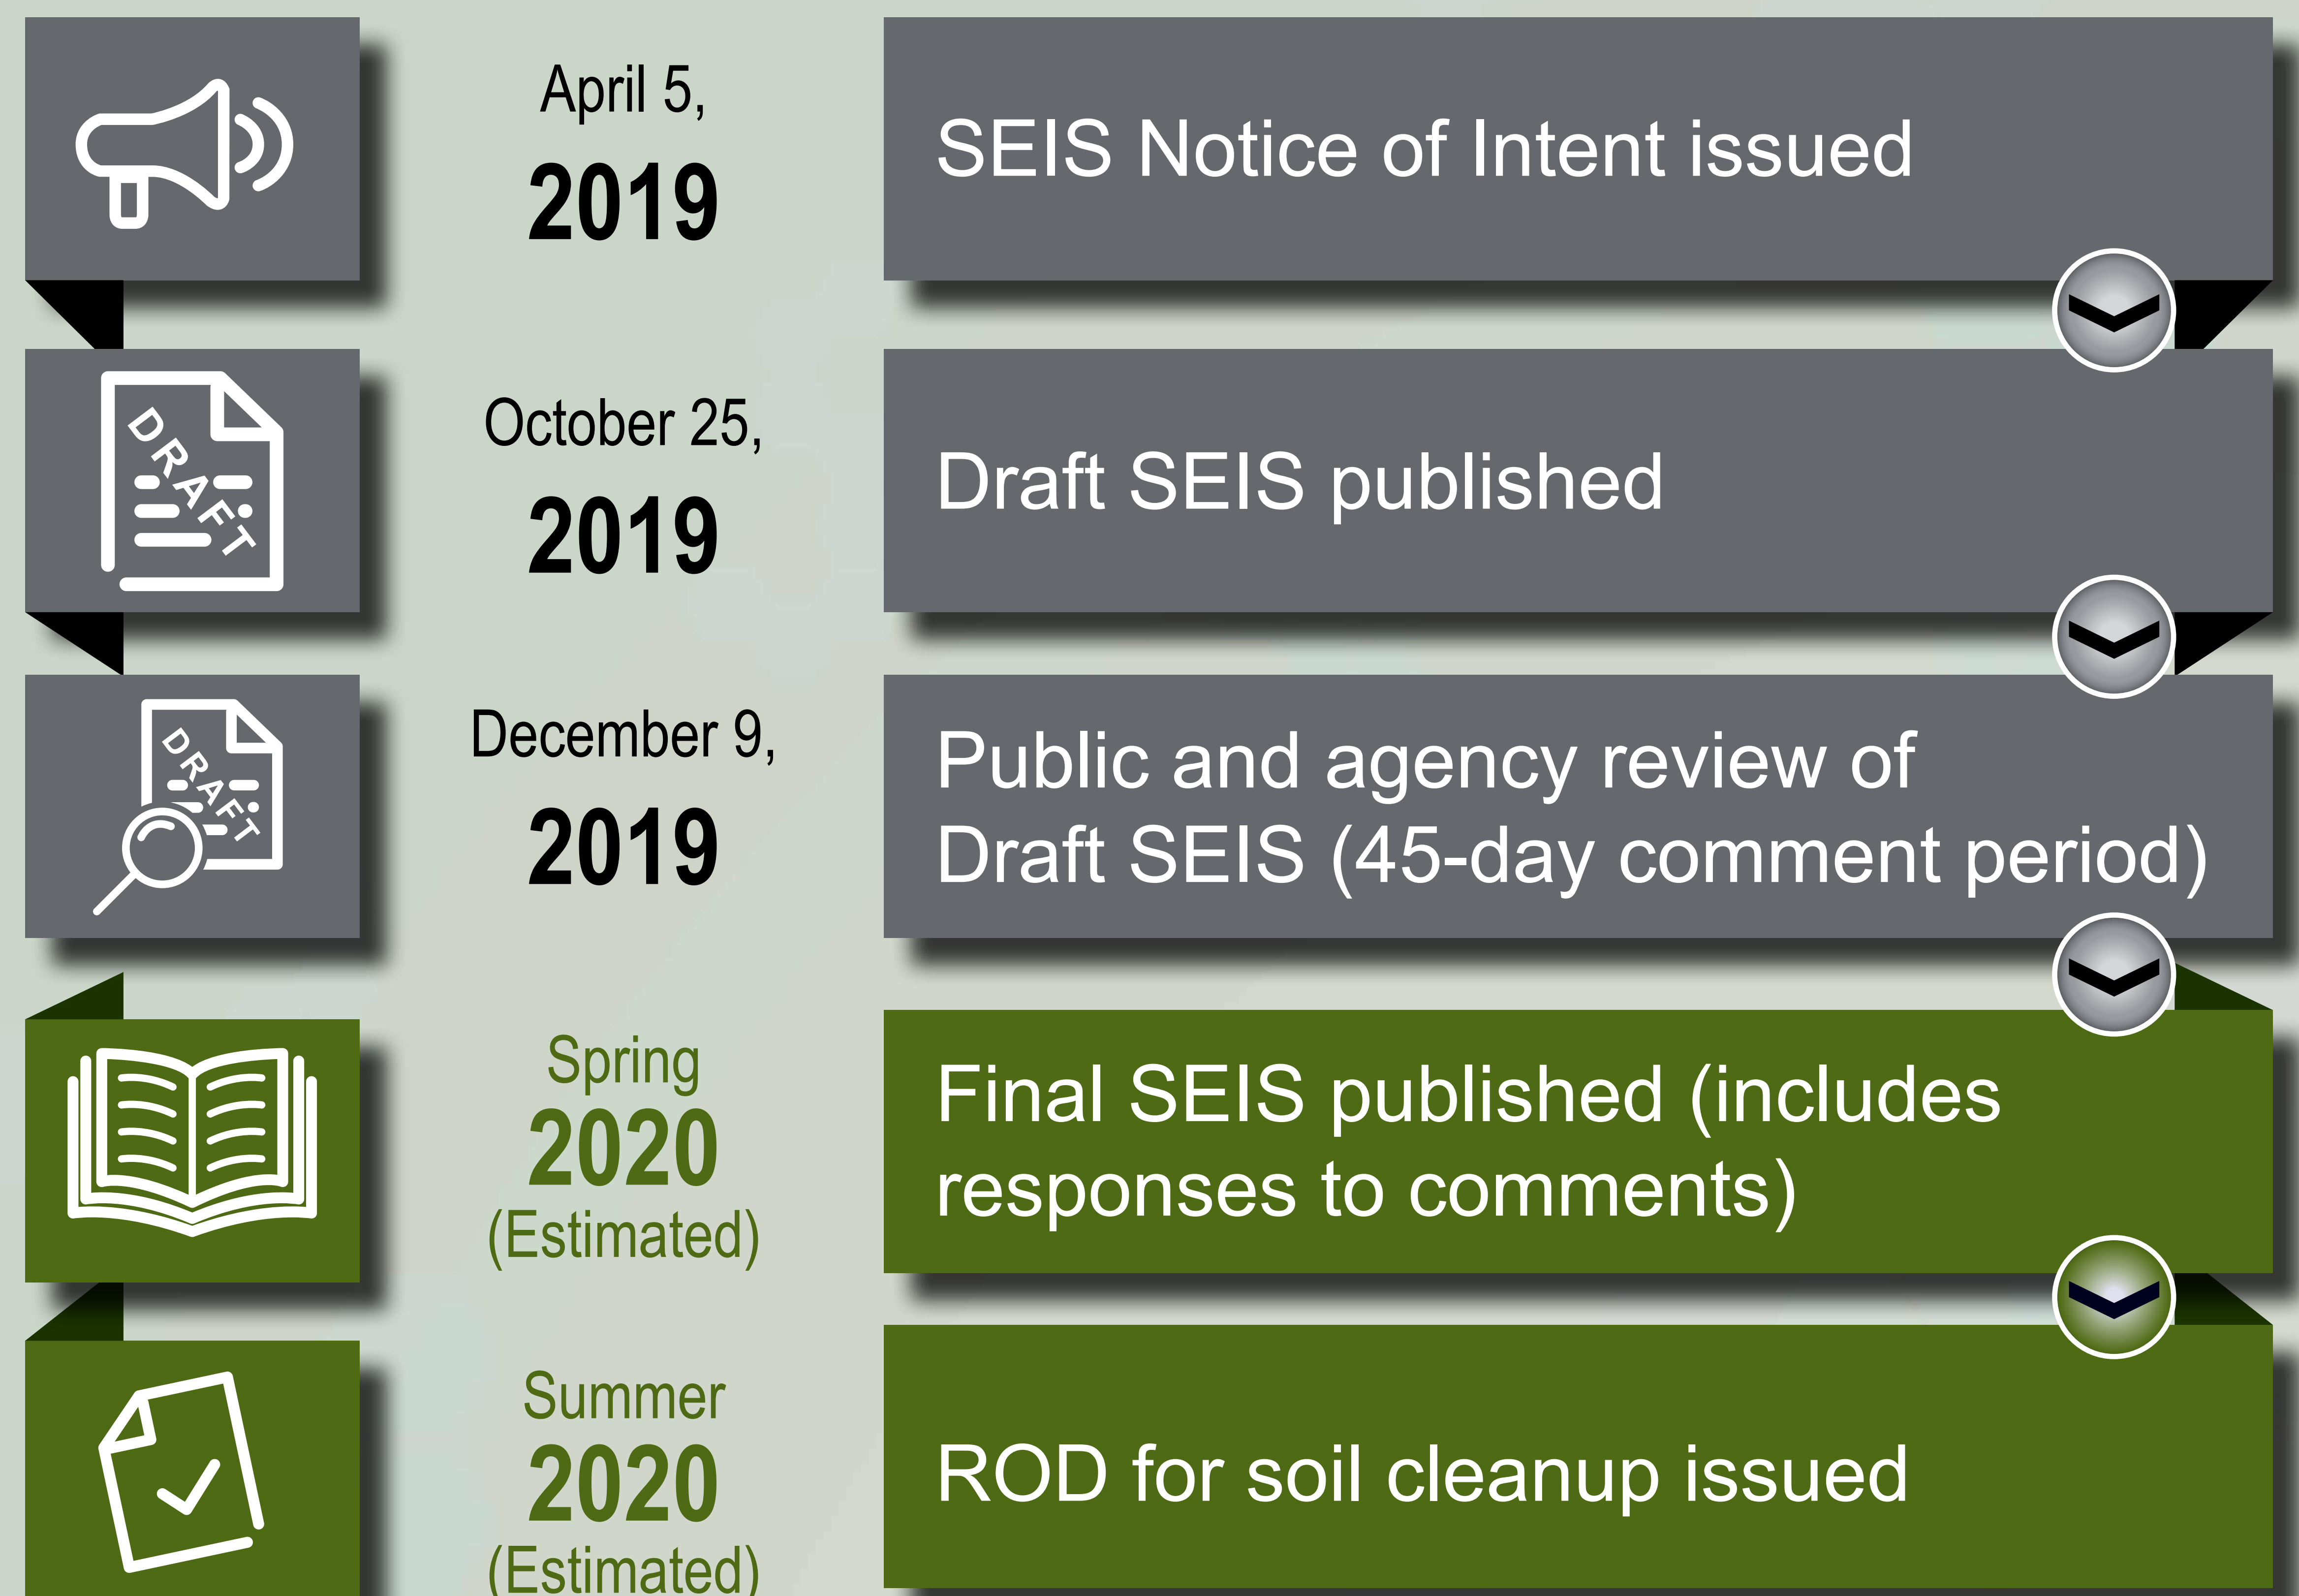 April 5,
2019
SEIS Notice of Intent issued
DRAFT
October 25,
2019
Draft SEIS published
DRAFT
December 9,
2019
Public and agency review of
Draft SEIS (45-day comment period)
Spring
2020
(Estimated)
Final SEIS published (includes
responses to comments)
Summer
2020
(Estimated)
ROD for soil cleanup issued